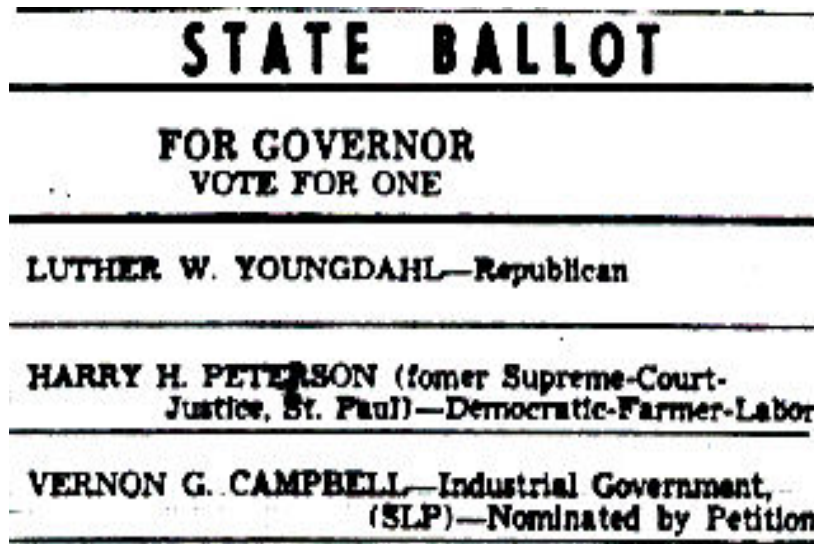 STATE BALLOT
FOR GOVERNOR
VOTE FOR ONE
LUTHER W. YOUNGDAHL—Republican
HARRY H. PETERSON (fomer Supreme-Court-
Justice, St. Paul)—Democratic-Farmer-Labor
VERNON G. CAMPBELL—Industrial Government,
(SLP)—Nominated by Petition